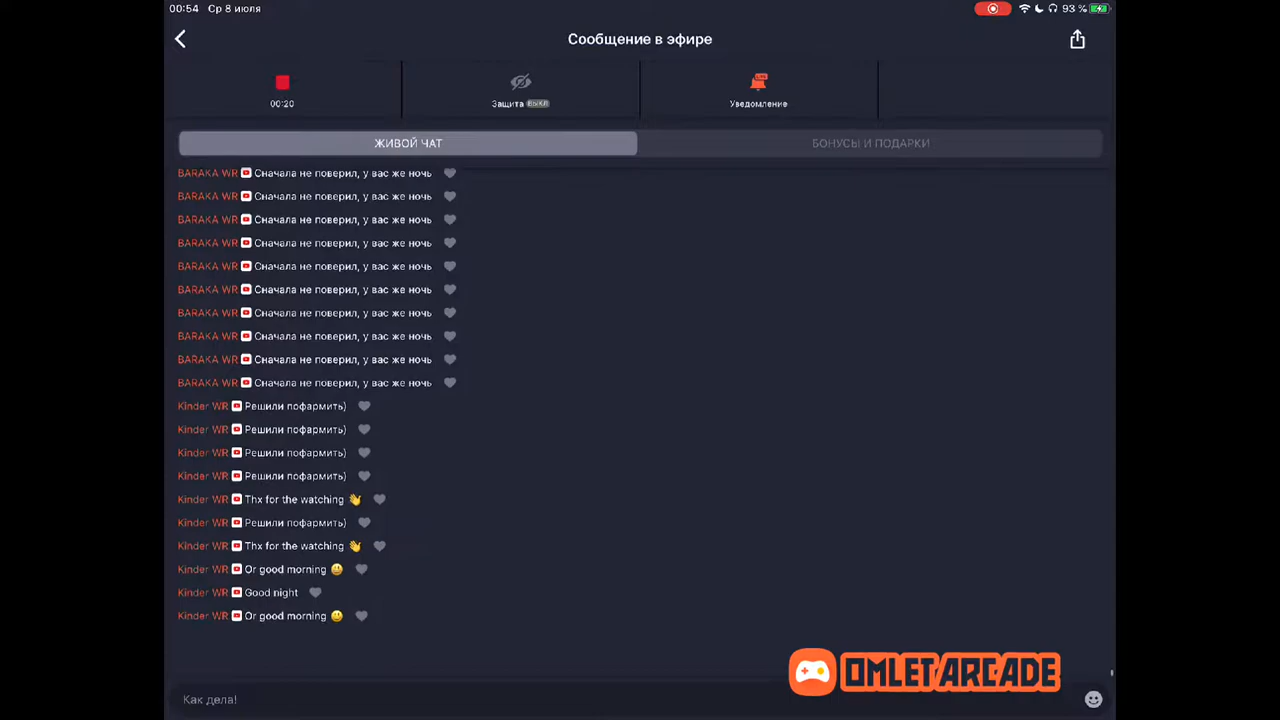 00:54 Ср 8 июля 93 %
Сообщение в эфире
00:20
Защита ВЫКЛ
LIVE
Уведомление
ЖИВОЙ ЧАТ
БОНУСЫ И ПОДАРКИ
BARAKA WR Сначала не поверил, у вас же ночь
BARAKA WR Сначала не поверил, у вас же ночь
BARAKA WR Сначала не поверил, у вас же ночь
BARAKA WR Сначала не поверил, у вас же ночь
BARAKA WR Сначала не поверил, у вас же ночь
BARAKA WR Сначала не поверил, у вас же ночь
BARAKA WR Сначала не поверил, у вас же ночь
BARAKA WR Сначала не поверил, у вас же ночь
BARAKA WR Сначала не поверил, у вас же ночь
BARAKA WR Сначала не поверил, у вас же ночь
Kinder WR Решили пофармить)
Kinder WR Решили пофармить)
Kinder WR Решили пофармить)
Kinder WR Решили пофармить)
Kinder WR Thx for the watching 👋
Kinder WR Решили пофармить)
Kinder WR Thx for the watching 👋
Kinder WR Or good morning 😃
Kinder WR Good night
Kinder WR Or good morning 😃
OMLET ARCADE
Как дела!